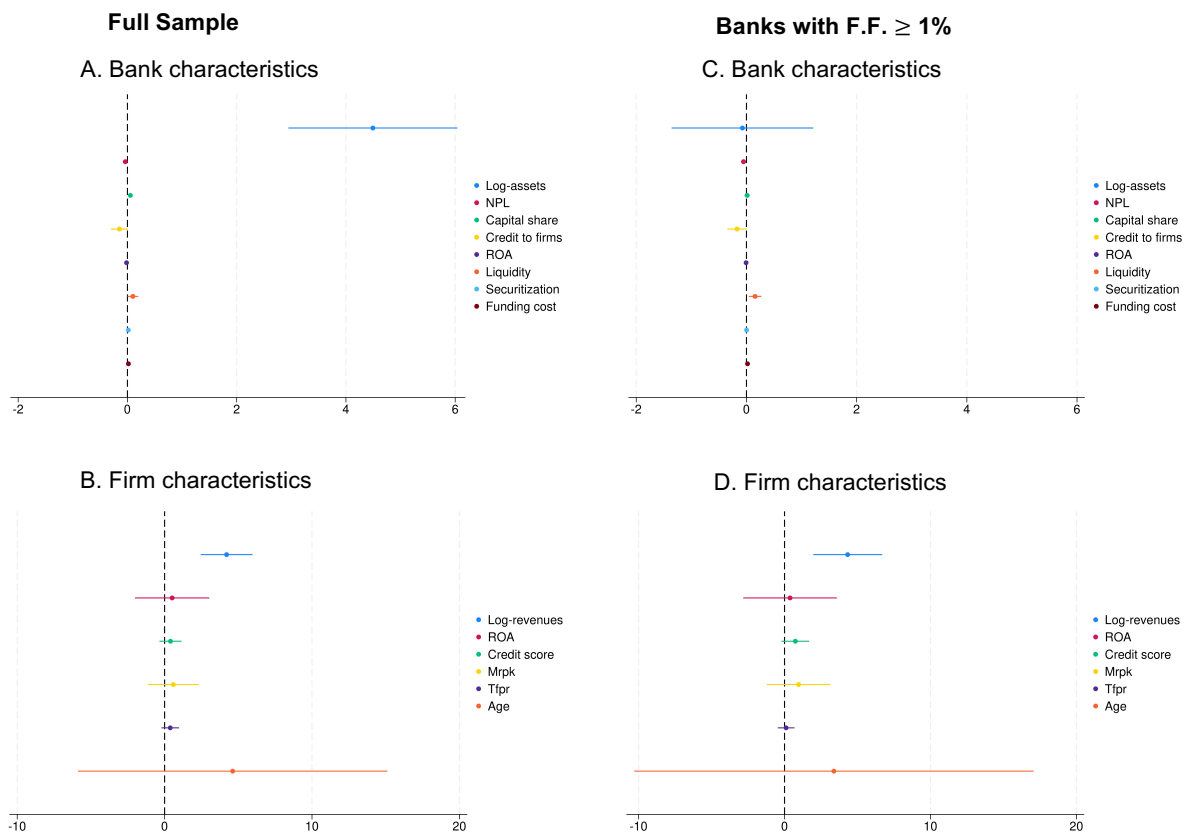 Full Sample
A. Bank characteristics
Log-assets
NPL
Capital share
Credit to firms
ROA
Liquidity
Securitization
Funding cost
-2 0 2 4 6
B. Firm characteristics
Log-revenues
ROA
Credit score
Mrpk
Tfpr
Age
-10 0 10 20
Banks with F.F. ≥ 1%
C. Bank characteristics
Log-assets
NPL
Capital share
Credit to firms
ROA
Liquidity
Securitization
Funding cost
-2 0 2 4 6
D. Firm characteristics
Log-revenues
ROA
Credit score
Mrpk
Tfpr
Age
-10 0 10 20